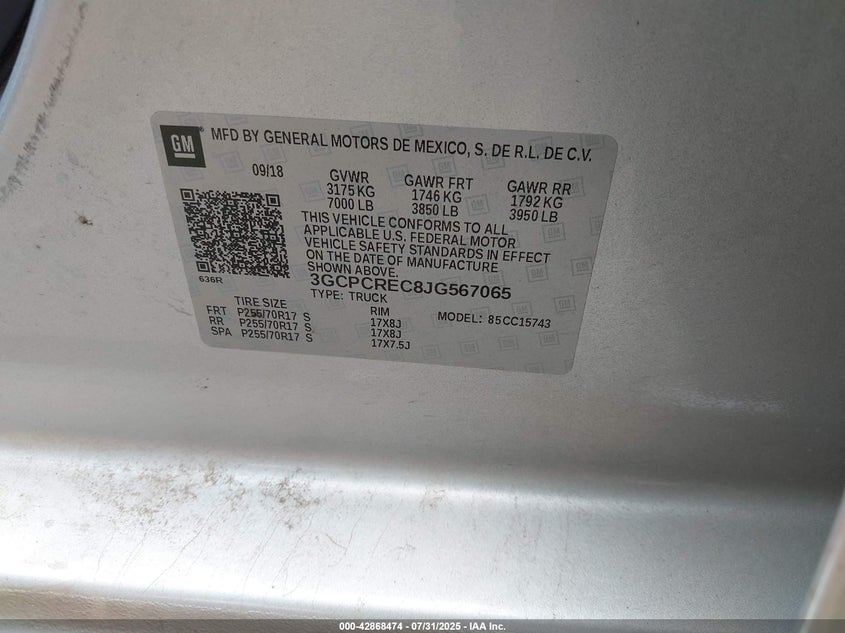 GM
MFD BY GENERAL MOTORS DE MEXICO, S. DE R.L. DE C.V.
09/18 GVWR GAWR FRT GAWR RR
3175 KG 1746 KG 1792 KG
7000 LB 3850 LB 3950 LB
THIS VEHICLE CONFORMS TO ALL
APPLICABLE U.S. FEDERAL MOTOR
VEHICLE SAFETY STANDARDS IN EFFECT
ON THE DATE OF MANUFACTURE
SHOWN ABOVE.
636R
3GCPCREC8JG567065
TYPE: TRUCK
TIRE SIZE RIM MODEL: 85CC15743
FRT P255/70R17 S 17X8J
RR P255/70R17 S 17X8J
SPA P255/70R17 S 17X7.5J
000-42868474 - 07/31/2025 - IAA Inc.